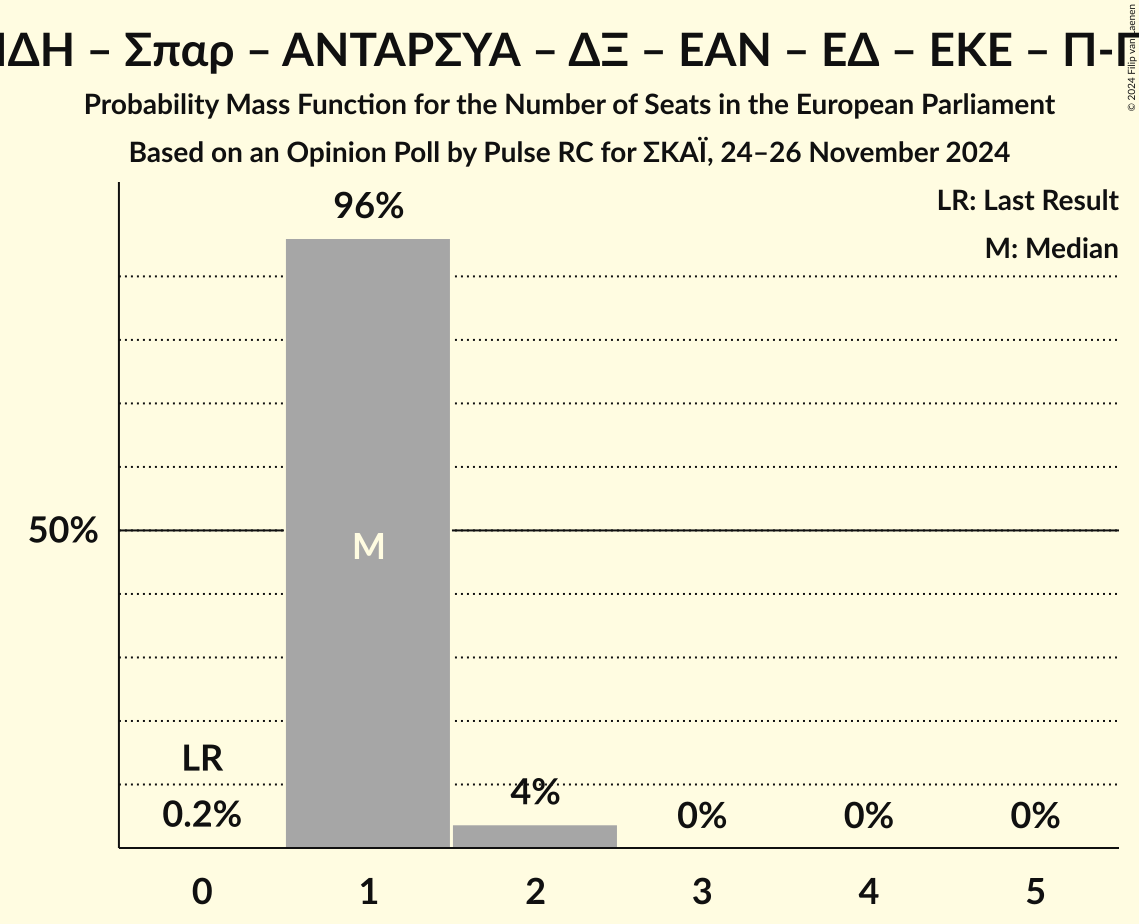 ΔΗ – Σπαρ – ΑΝΤΑΡΣΥΑ – ΔΞ – ΕΑΝ – ΕΔ – ΕΚΕ –
© 2024 Filip van Laenen
Probability Mass Function for the Number of Seats in the European Parliament
Based on an Opinion Poll by Pulse RC for ΣΚΑΪ, 24–26 November 2024
LR: Last Result
M: Median
96%
50%
M
LR
0.2%
4%
0%
0%
0%
0
1
2
3
4
5